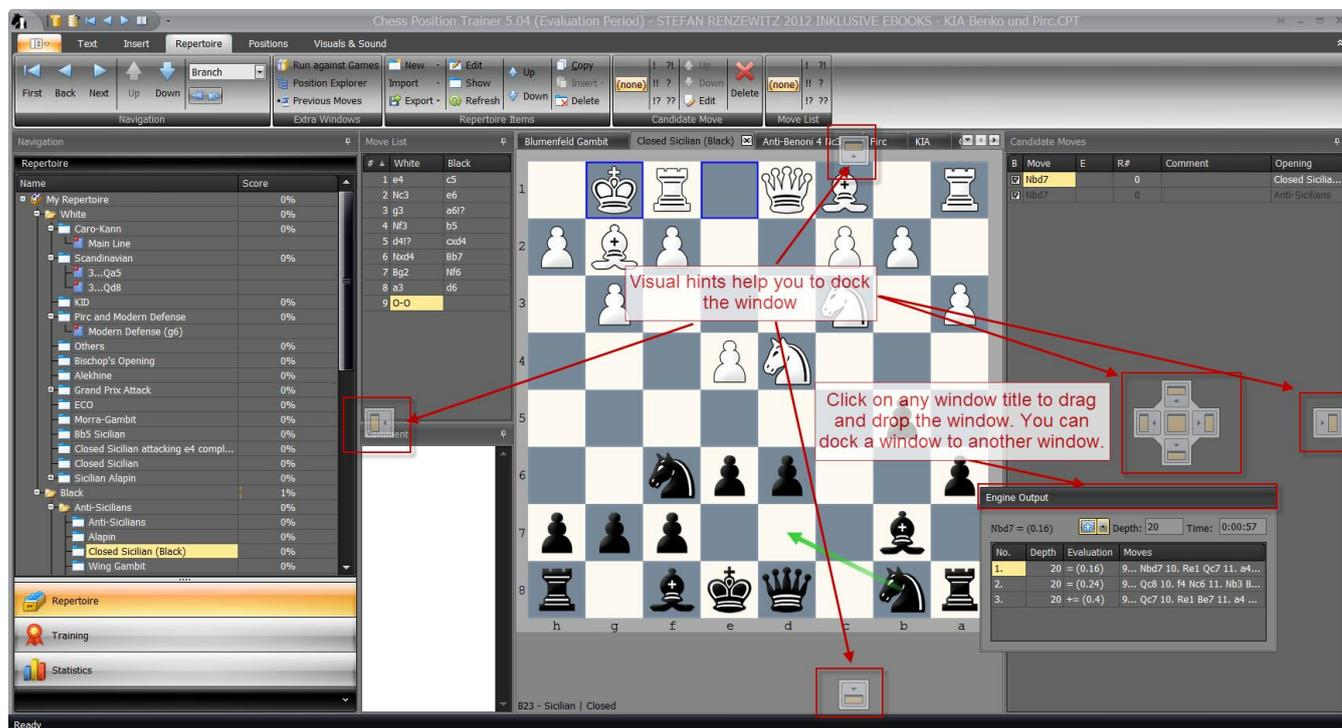 Chess Position Trainer 5.04 (Evaluation Period) - STEFAN RENZEWITZ 2012 INKLUSIVE EBOOKS - KIA Benko und Pirc.CPT
Text Insert Repertoire Positions Visuals & Sound
First Back Next Up Down Branch
Navigation
Run against Games
Position Explorer
Previous Moves
Extra Windows
New Edit Up Copy
Import Show Insert
Export Refresh Down Delete
Repertoire Items
(none) ! ?! Up
!! ? Down Delete
!? ?? Edit
Candidate Move
(none) ! ?!
!! ?
!? ??
Move List
Navigation
Repertoire
Name Score
My Repertoire 0%
White 0%
Caro-Kann 0%
Main Line
Scandinavian 0%
3...Qa5
3...Qd8
KID 0%
Pirc and Modern Defense 0%
Modern Defense (g6)
Others 0%
Bischop's Opening 0%
Alekhine 0%
Grand Prix Attack 0%
ECO 0%
Morra-Gambit 0%
Bb5 Sicilian 0%
Closed Sicilian attacking e4 compl... 0%
Closed Sicilian 0%
Sicilian Alapin 0%
Black 1%
Anti-Sicilians 0%
Anti-Sicilians 0%
Alapin 0%
Closed Sicilian (Black) 0%
Wing Gambit 0%
Repertoire
Training
Statistics
Ready
Move List
# White Black
1 e4 c5
2 Nc3 e6
3 g3 a6!?
4 Nf3 b5
5 d4!? cxd4
6 Nxd4 Bb7
7 Bg2 Nf6
8 a3 d6
9 O-O
Comment
Blumenfeld Gambit Closed Sicilian (Black) Anti-Benoni 4 Nc3 Pirc KIA
1
2
3
4
5
6
7
8
h g f e d c b a
B23 - Sicilian | Closed
Visual hints help you to dock
the window
Click on any window title to drag
and drop the window. You can
dock a window to another window.
Candidate Moves
B Move E R# Comment Opening
Nbd7 0 Closed Sicilia...
Nbd7 0 Anti-Sicilians
Engine Output
Nbd7 = (0.16) Depth: 20 Time: 0:00:57
No. Depth Evaluation Moves
1. 20 = (0.16) 9... Nbd7 10. Re1 Qc7 11. a4...
2. 20 = (0.24) 9... Qc8 10. f4 Nc6 11. Nb3 B...
3. 20 += (0.4) 9... Qc7 10. Re1 Be7 11. a4 ...